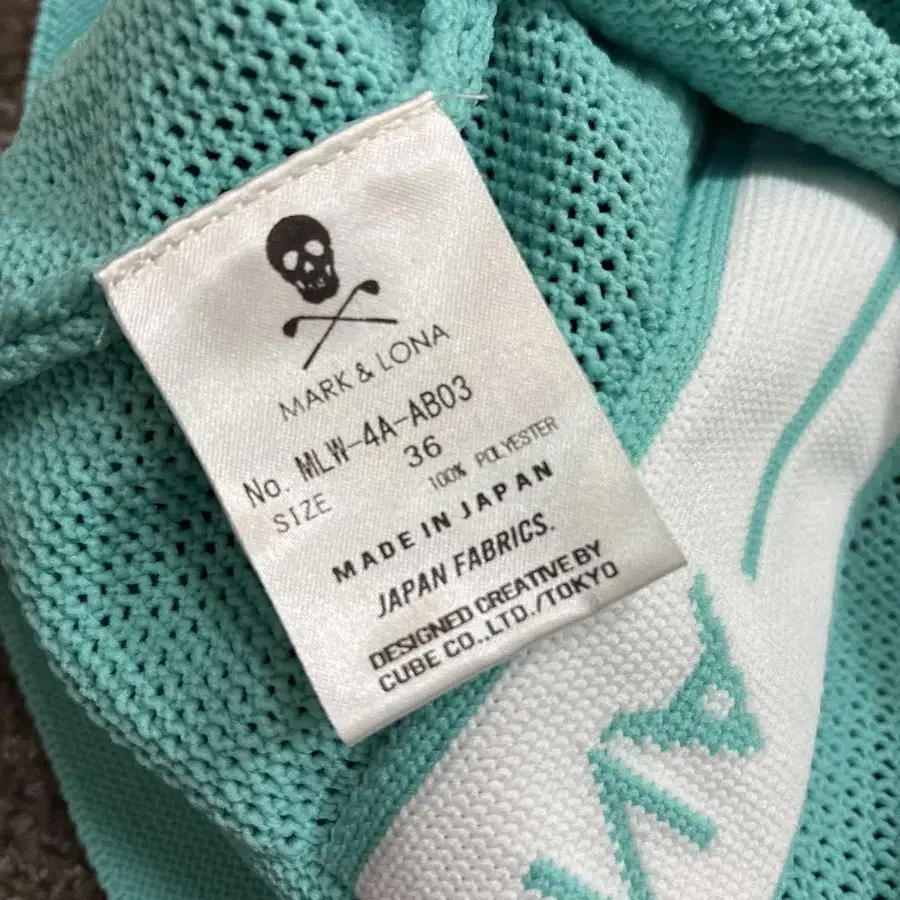 MARK & LONA
No. MLW-4A-AB03
SIZE 36
100% POLYESTER
MADE IN JAPAN
JAPAN FABRICS.
DESIGNED CREATIVE BY
CUBE CO.,LTD./TOKYO